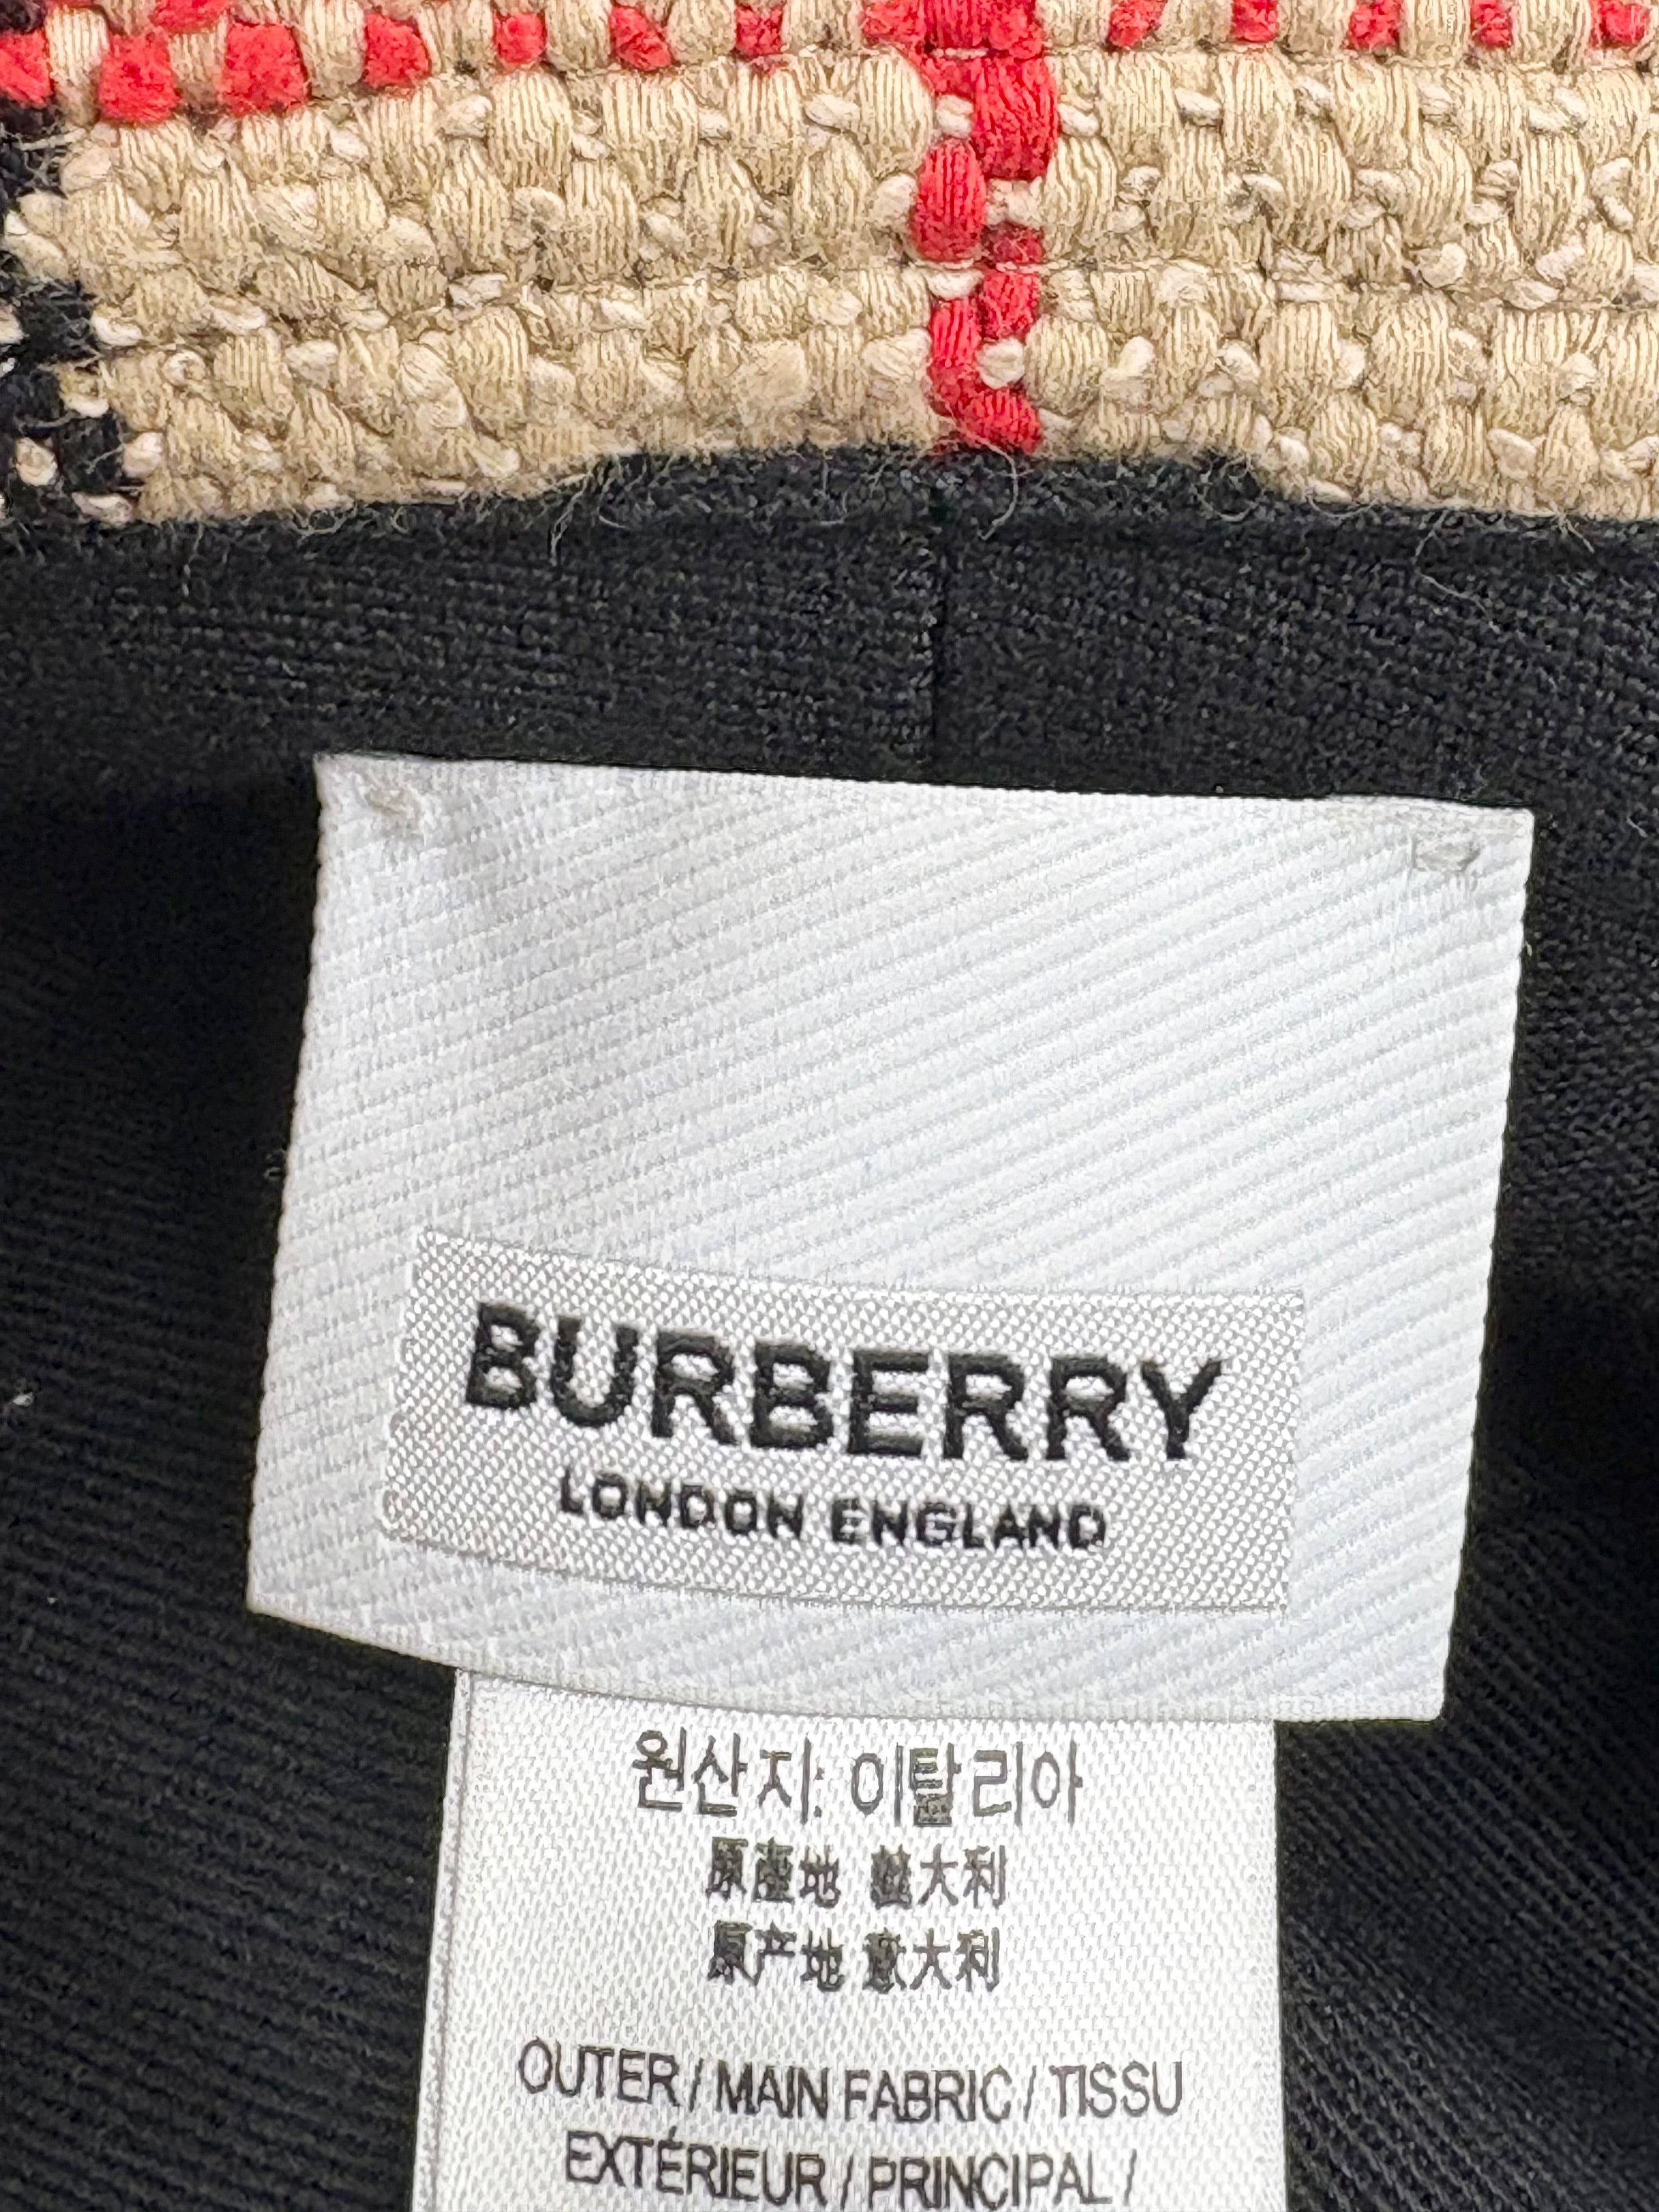 BURBERRY
LONDON ENGLAND
원산지: 이탈리아
原產地 義大利
原产地 意大利
OUTER / MAIN FABRIC / TISSU
EXTÉRIEUR / PRINCIPAL /